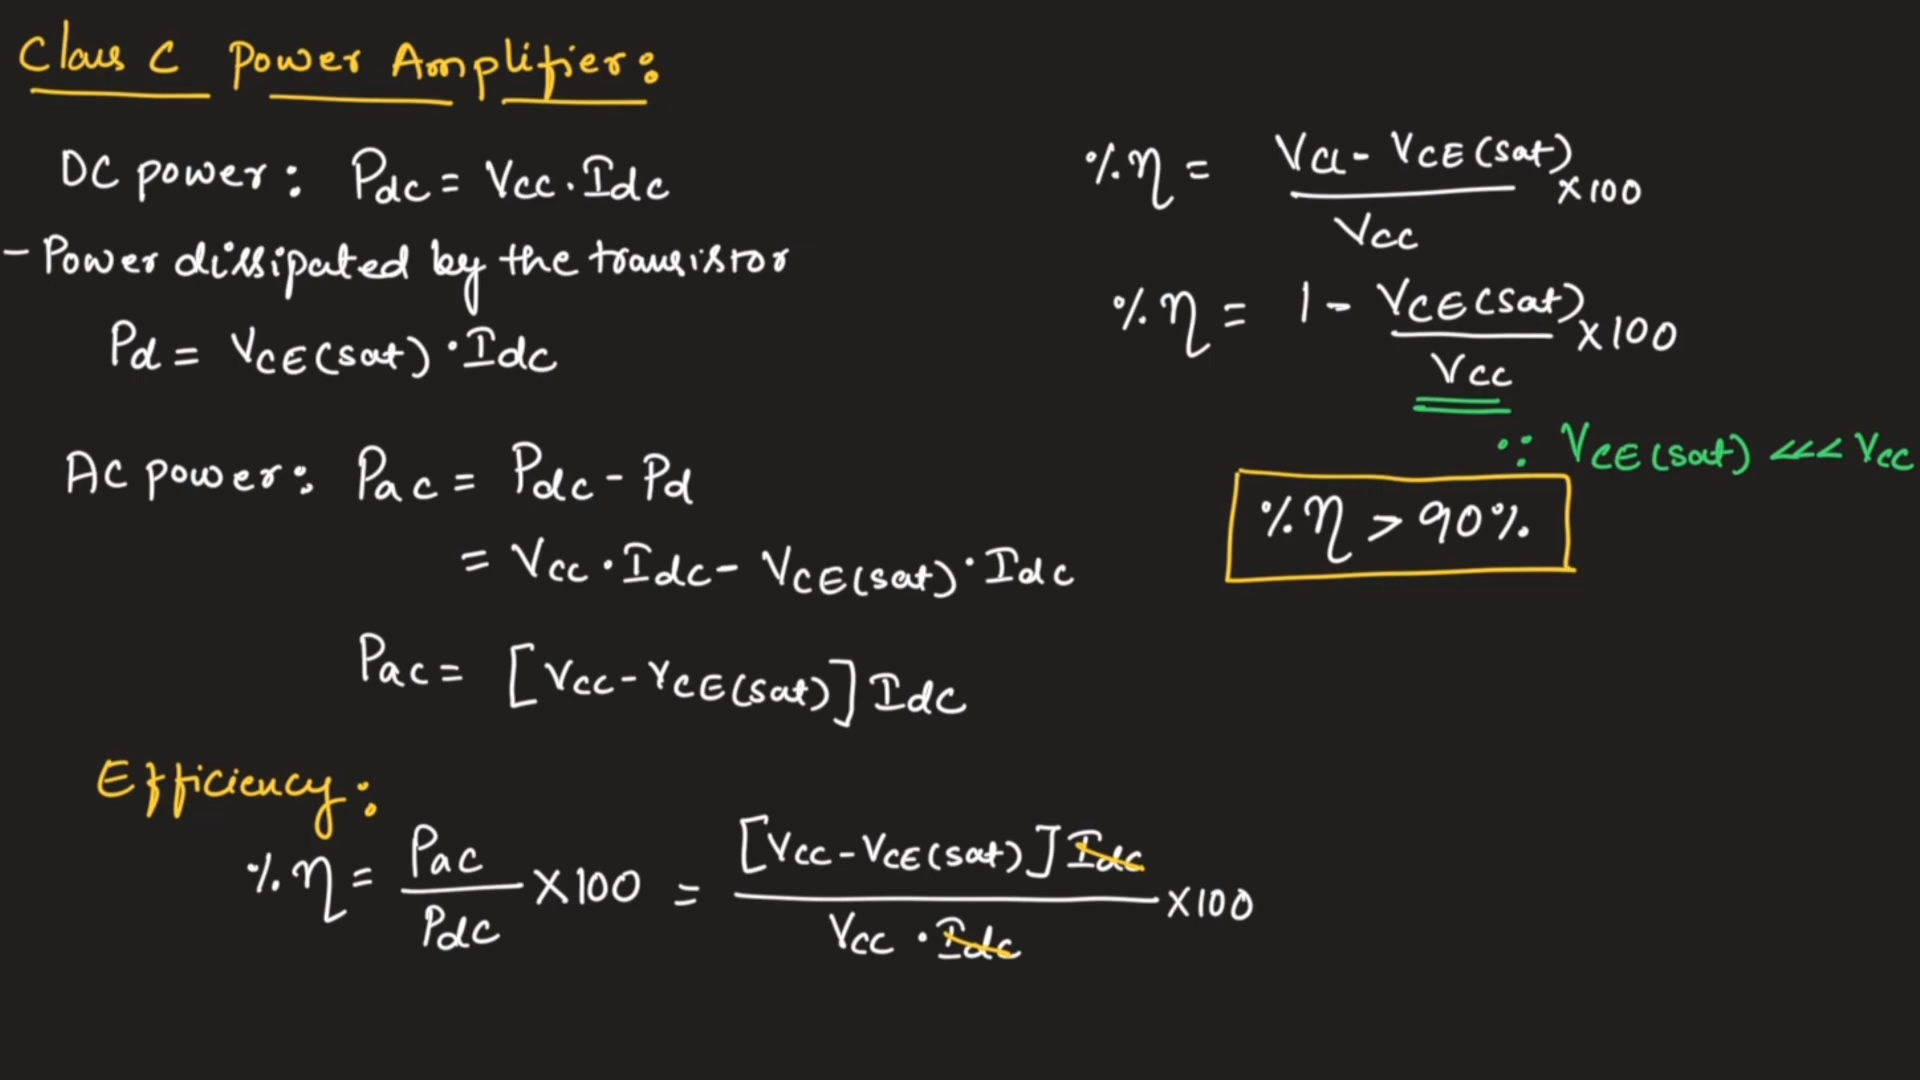 Class C Power Amplifier:
DC power: Pdc = Vcc . Idc
- Power dissipated by the transistor
Pd = VCE(sat) . Idc
AC power: Pac = Pdc - Pd
= Vcc . Idc - VCE(sat) . Idc
Pac = [Vcc - VCE(sat)] Idc
Efficiency:
% η = Pac / Pdc X 100 = [Vcc - VCE(sat)] Idc / Vcc . Idc X 100
% η = Vcc - VCE(sat) / Vcc X 100
% η = 1 - VCE(sat) / Vcc X 100
∵ VCE(sat) <<< Vcc
% η > 90%